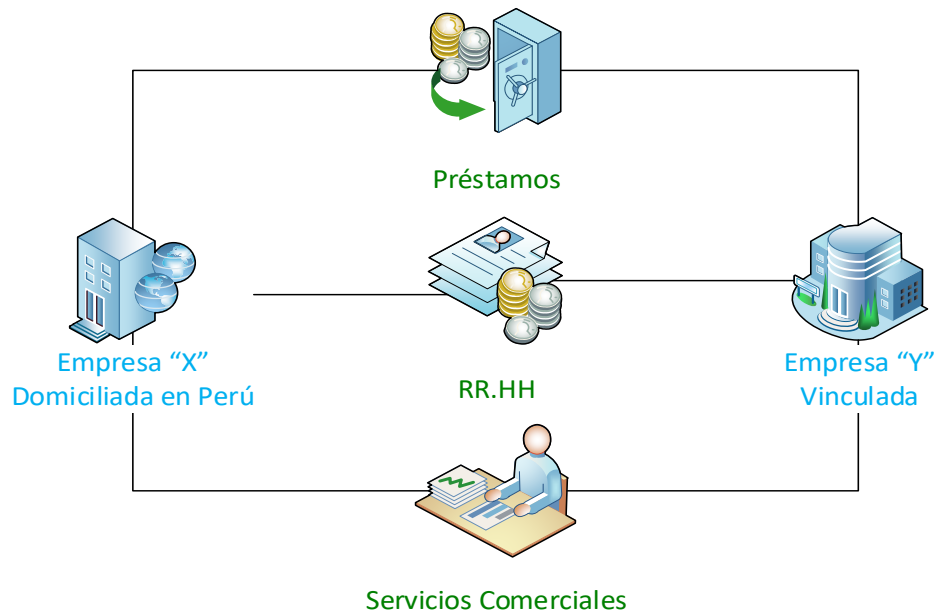 Préstamos
Empresa “X”
Domiciliada en Perú
RR.HH
Empresa “Y”
Vinculada
Servicios Comerciales